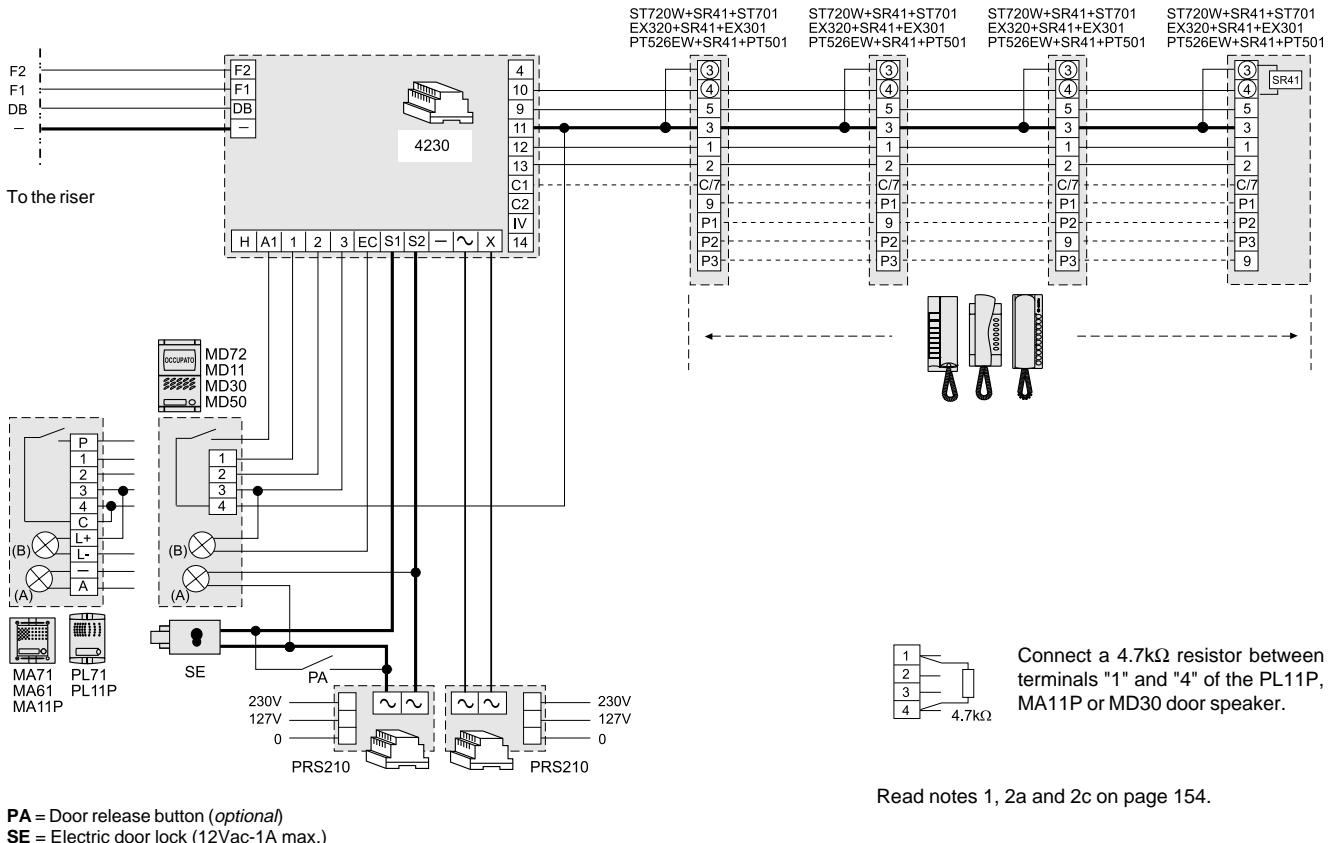 ST720W+SR41+ST701
EX320+SR41+EX301
PT526EW+SR41+PT501
ST720W+SR41+ST701
EX320+SR41+EX301
PT526EW+SR41+PT501
ST720W+SR41+ST701
EX320+SR41+EX301
PT526EW+SR41+PT501
ST720W+SR41+ST701
EX320+SR41+EX301
PT526EW+SR41+PT501
F2
F1
DB
—
To the riser
F2
F1
DB
—
4230
4
10
9
11
12
13
C1
C2
IV
14
H A1 1 2 3 EC S1 S2 — ~ X
3
4
5
3
1
2
C/7
9
P1
P2
P3
3
4
5
3
1
2
C/7
P1
9
P2
P3
3
4
5
3
1
2
C/7
P1
P2
9
P3
3
4
5
3
1
2
C/7
P1
P2
P3
9
SR41
OCCUPATO
MD72
MD11
MD30
MD50
P
1
2
3
4
C
L+
L-
—
A
(B)
(A)
1
2
3
4
(B)
(A)
MA71
MA61
MA11P
PL71
PL11P
SE
PA
230V
127V
0
~ ~
PRS210
~ ~
230V
127V
0
PRS210
1
2
3
4
4.7kΩ
Connect a 4.7kΩ resistor between
terminals "1" and "4" of the PL11P,
MA11P or MD30 door speaker.
Read notes 1, 2a and 2c on page 154.
PA = Door release button (optional)
SE = Electric door lock (12Vac-1A max.)